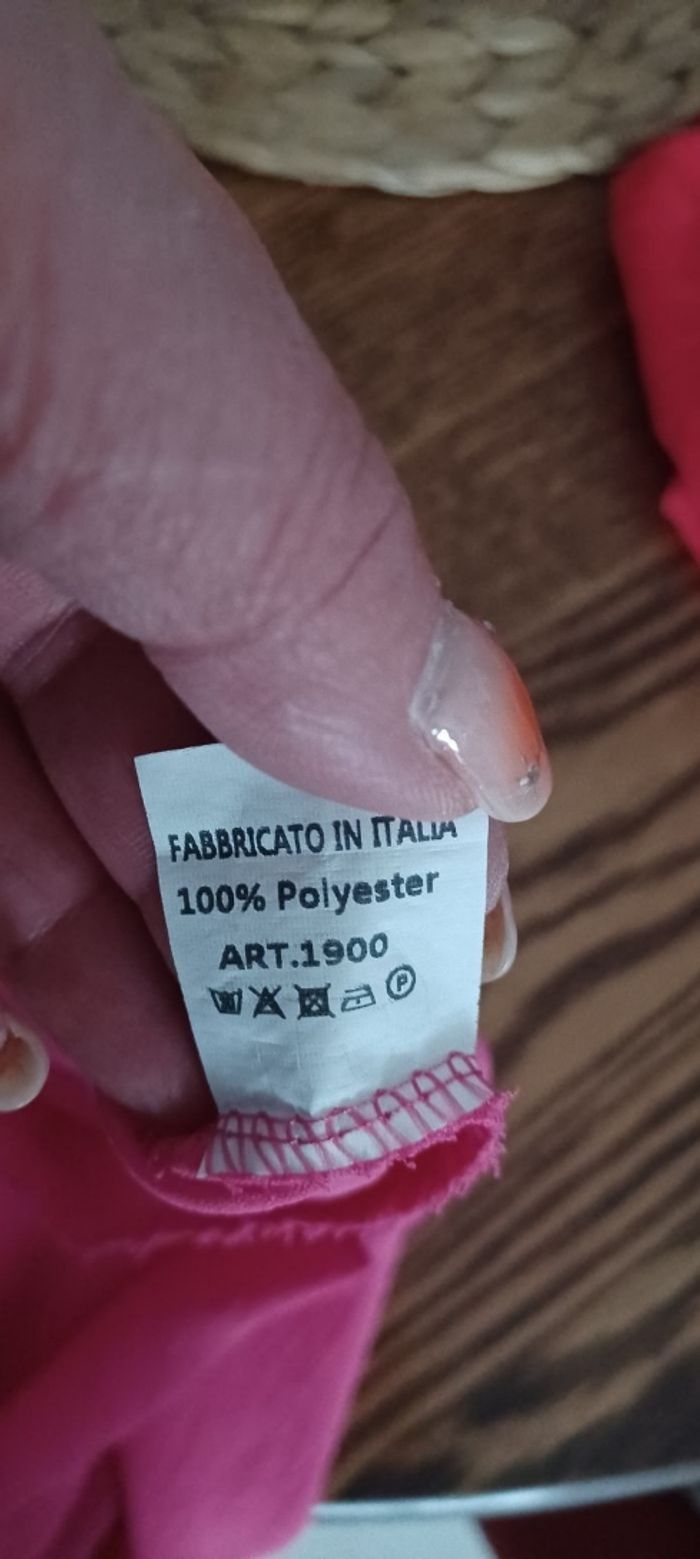 FABBRICATO IN ITALIA
100% Polyester
ART.1900
P